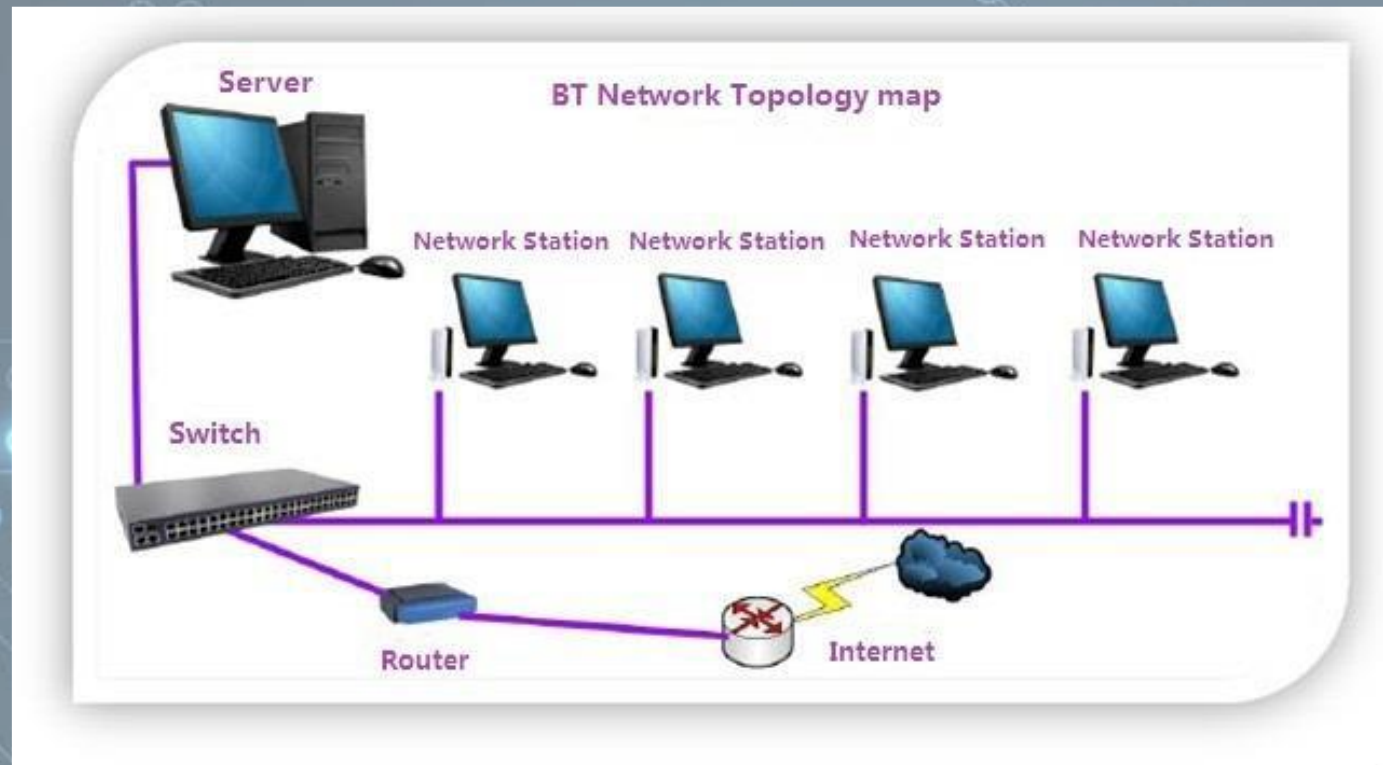 Server
BT Network Topology map
Network Station
Network Station
Network Station
Network Station
Switch
Router
Internet